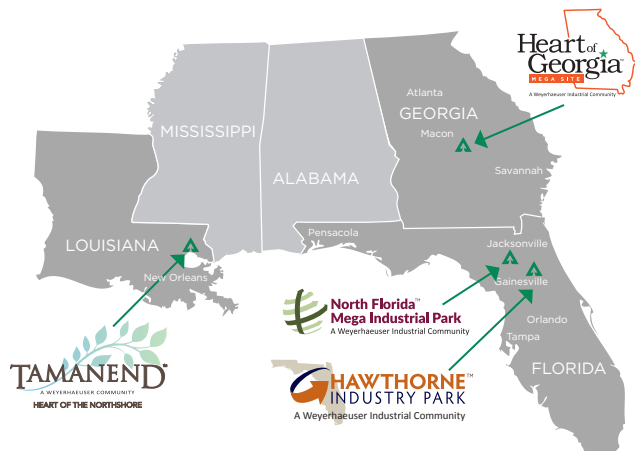 Heart of
Georgia™
MEGA SITE
A Weyerhaeuser Industrial Community
Atlanta
GEORGIA
Macon
MISSISSIPPI
ALABAMA
Savannah
Pensacola
LOUISIANA
New Orleans
Jacksonville
Gainesville
Orlando
Tampa
FLORIDA
North Florida™
Mega Industrial Park
A Weyerhaeuser Industrial Community
TAMANEND
A WEYERHAEUSER COMMUNITY
HEART OF THE NORTHSHORE
HAWTHORNE™
INDUSTRY PARK
A Weyerhaeuser Industrial Community